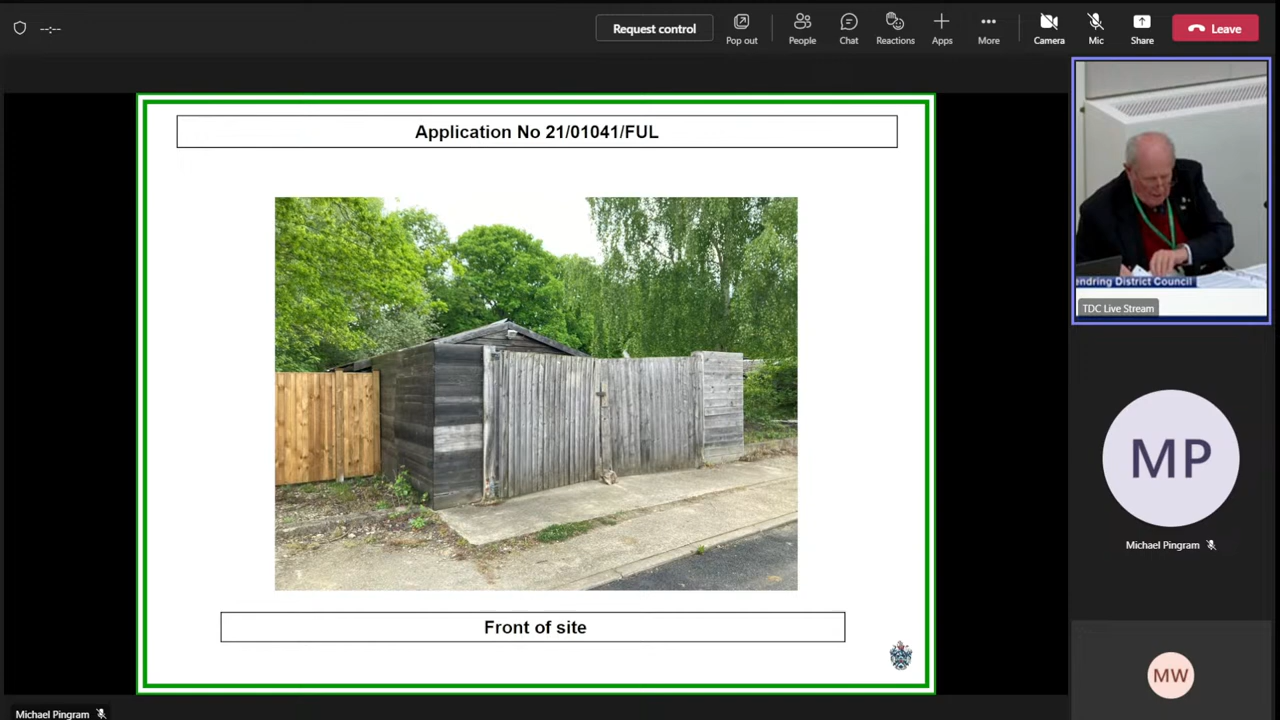 --:--
Request control
Pop out
People
Chat
Reactions
Apps
More
Camera
Mic
Share
Leave
Application No 21/01041/FUL
Front of site
endring District Council
TDC Live Stream
MP
Michael Pingram
MW
Michael Pingram